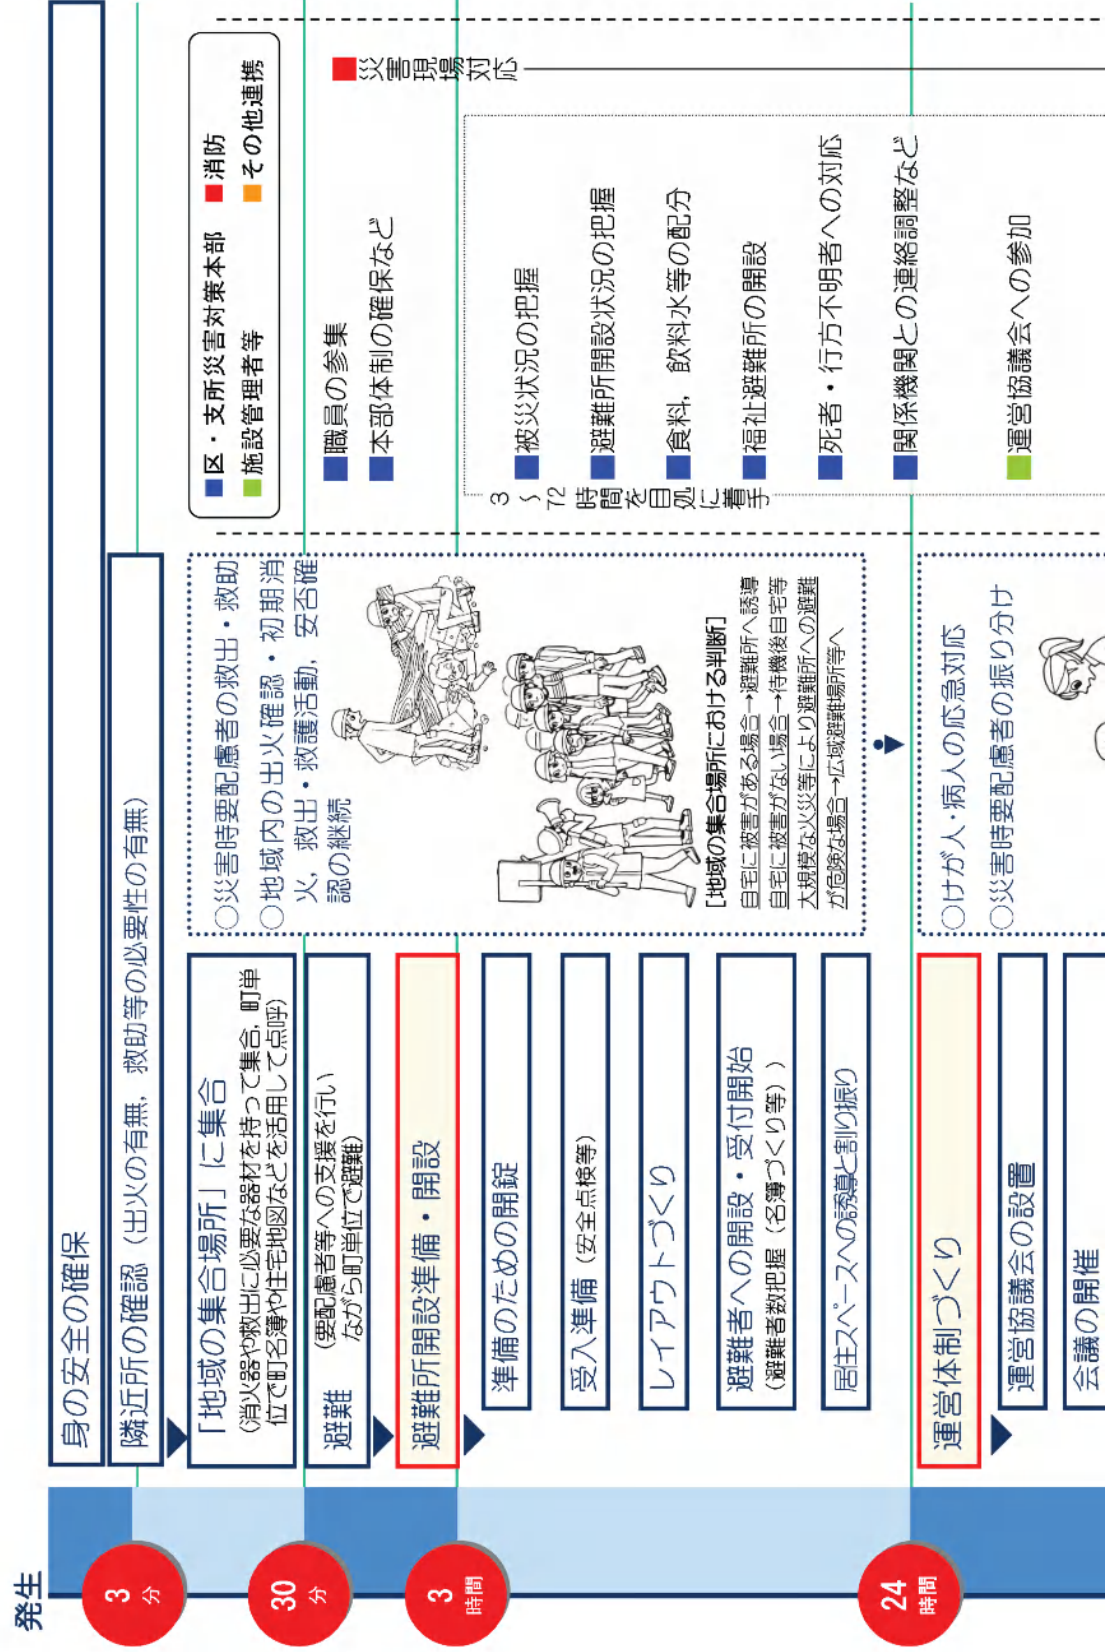 発生
3
分
30
分
3
時間
24
時間
身の安全の確保
隣近所の確認（出火の有無，救助等の必要性の有無）
「地域の集合場所」に集合
（消火器や救出に必要な器材を持って集合，町単
位で町名簿や住宅地図などを活用して点呼）
避難
（要配慮者等への支援を行い
ながら町単位で避難）
避難所開設準備・開設
準備のための開錠
受入準備（安全点検等）
レイアウトづくり
避難者への開設・受付開始
（避難者数把握（名簿づくり等））
居住スペースへの誘導と割り振り
運営体制づくり
運営協議会の設置
会議の開催
○災害時要配慮者の救出・救助
○地域内の出火確認・初期消
火，救出・救護活動，安否確
認の継続
［地域の集合場所における判断］
自宅に被害がある場合→避難所へ誘導
自宅に被害がない場合→待機後自宅等
大規模な火災等により避難所への避難
が危険な場合→広域避難場所等へ
○けが人・病人の応急対応
○災害時要配慮者の振り分け
■区・支所災害対策本部 ■消防
■施設管理者等 ■その他連携
■災害現場対応
■職員の参集
■本部体制の確保など
3～72時間を目処に着手
■被災状況の把握
■避難所開設状況の把握
■食料，飲料水等の配分
■福祉避難所の開設
■死者・行方不明者への対応
■関係機関との連絡調整など
■運営協議会への参加